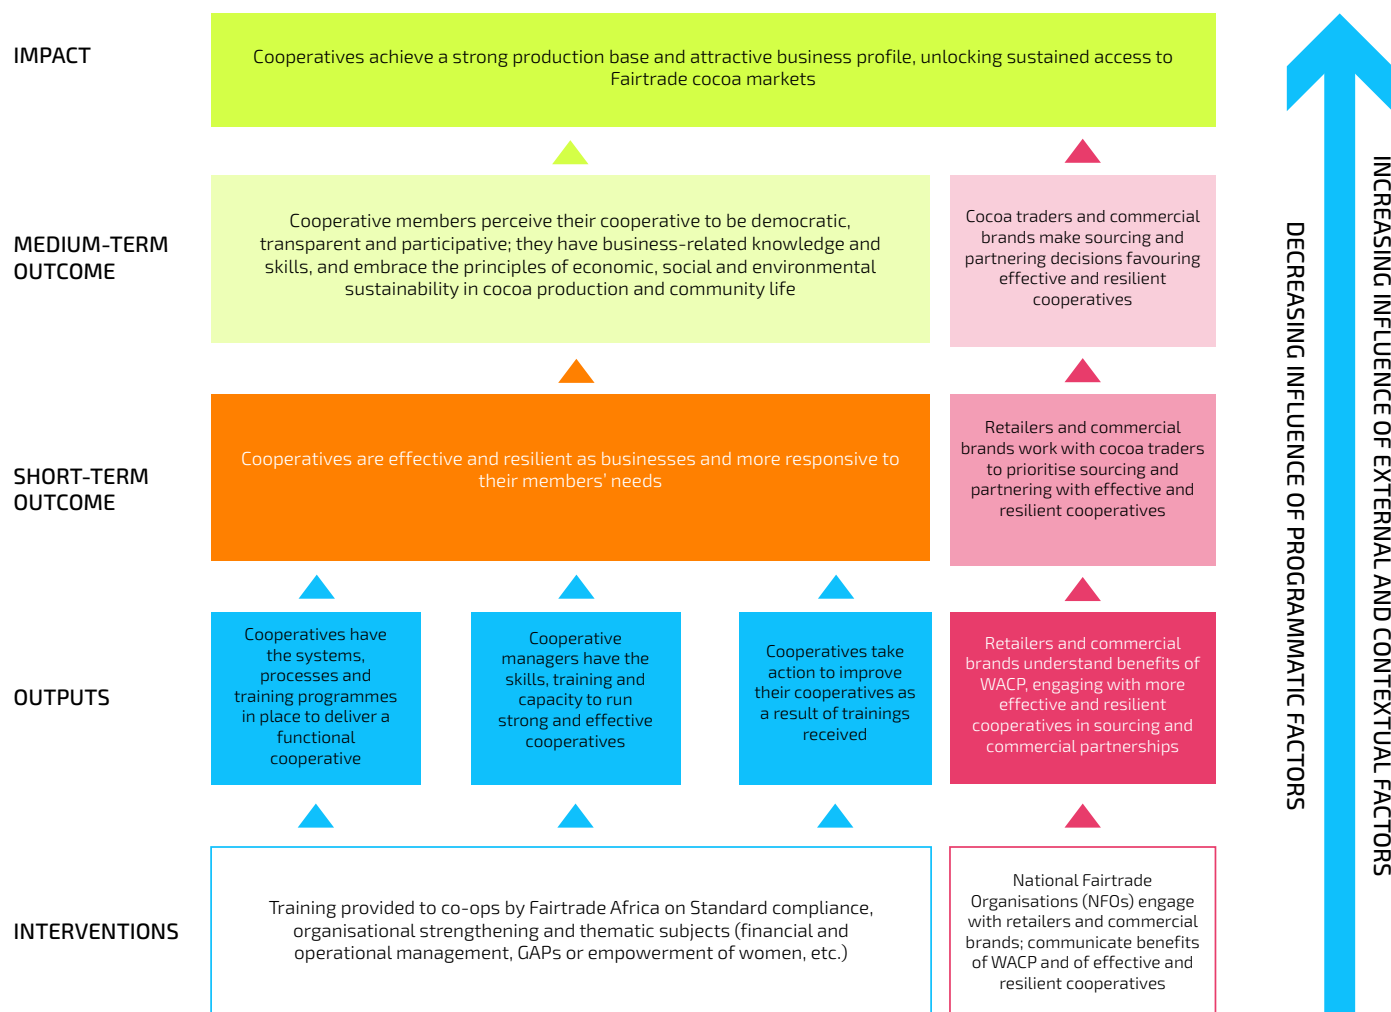 IMPACT
Cooperatives achieve a strong production base and attractive business profile, unlocking sustained access to
Fairtrade cocoa markets
MEDIUM-TERM
OUTCOME
Cooperative members perceive their cooperative to be democratic,
transparent and participative; they have business-related knowledge and
skills, and embrace the principles of economic, social and environmental
sustainability in cocoa production and community life
Cocoa traders and commercial
brands make sourcing and
partnering decisions favouring
effective and resilient
cooperatives
SHORT-TERM
OUTCOME
Cooperatives are effective and resilient as businesses and more responsive to
their members' needs
Retailers and commercial
brands work with cocoa traders
to prioritise sourcing and
partnering with effective and
resilient cooperatives
OUTPUTS
Cooperatives have
the systems,
processes and
training programmes
in place to deliver a
functional
cooperative
Cooperative
managers have the
skills, training and
capacity to run
strong and effective
cooperatives
Cooperatives take
action to improve
their cooperatives as
a result of trainings
received
Retailers and commercial
brands understand benefits of
WACP, engaging with more
effective and resilient
cooperatives in sourcing and
commercial partnerships
INTERVENTIONS
Training provided to co-ops by Fairtrade Africa on Standard compliance,
organisational strengthening and thematic subjects (financial and
operational management, GAPs or empowerment of women, etc.)
National Fairtrade
Organisations (NFOs) engage
with retailers and commercial
brands; communicate benefits
of WACP and of effective and
resilient cooperatives
DECREASING INFLUENCE OF PROGRAMMATIC FACTORS
INCREASING INFLUENCE OF EXTERNAL AND CONTEXTUAL FACTORS